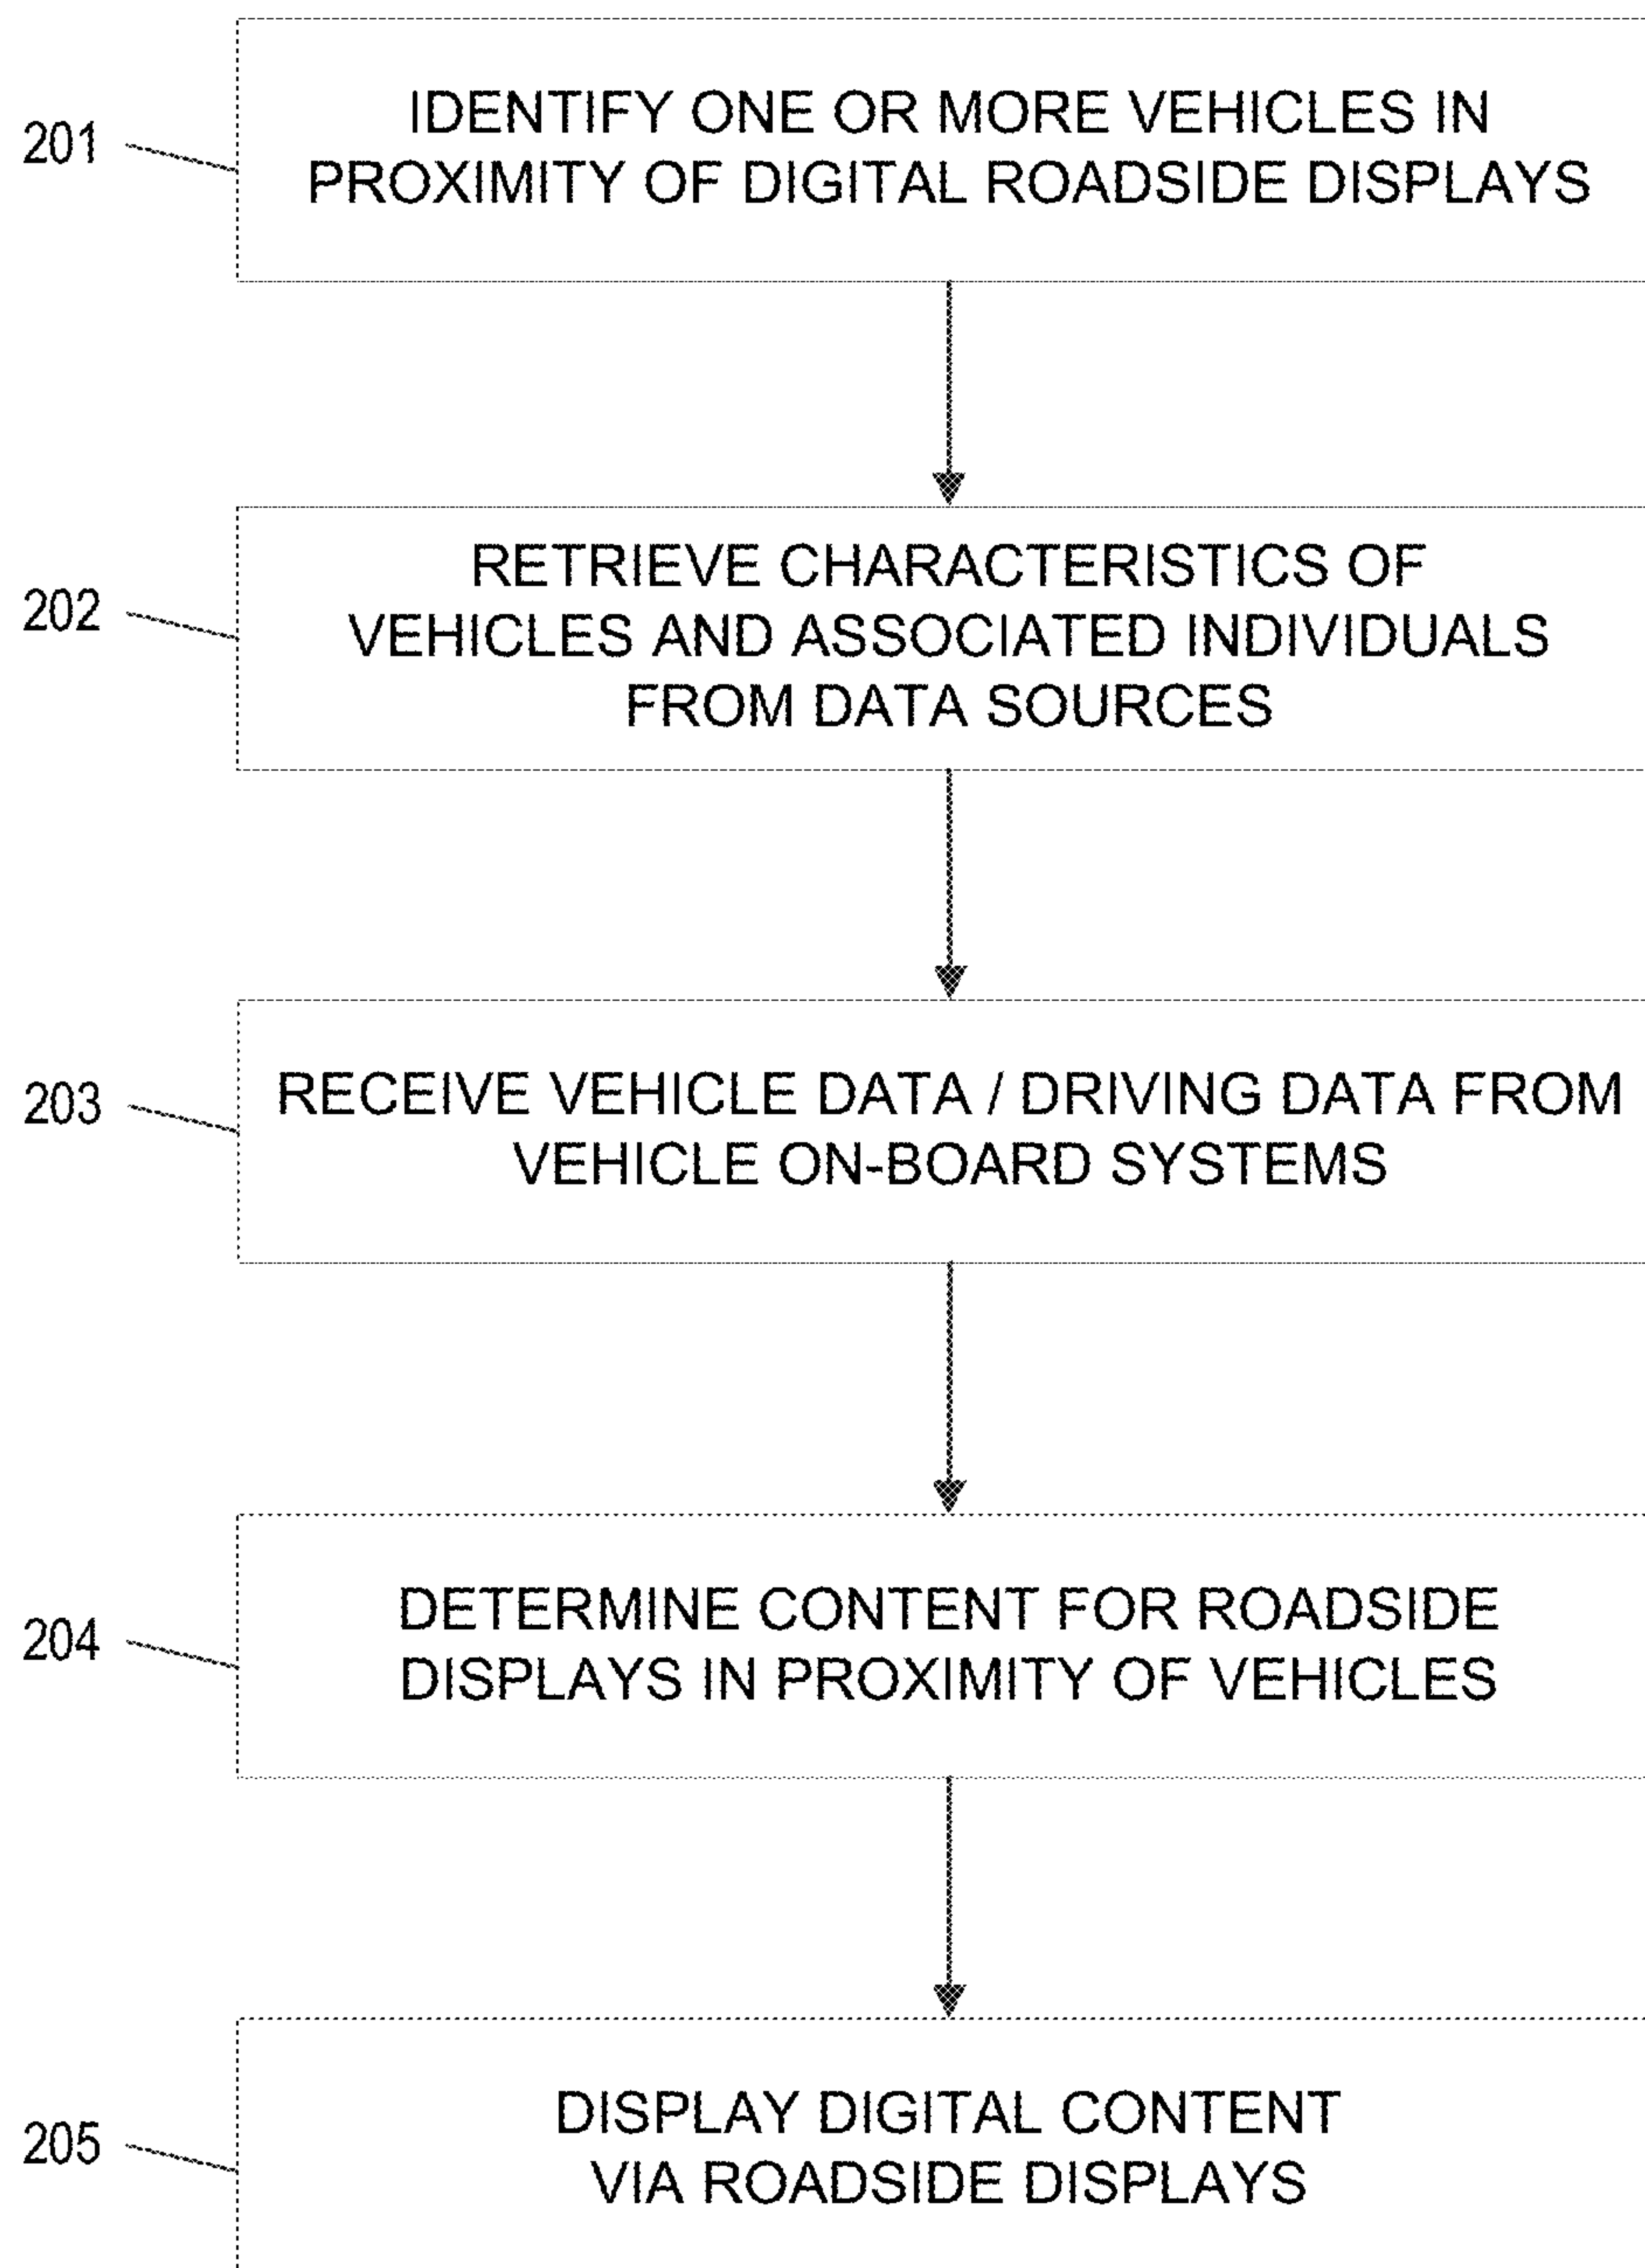 201
IDENTIFY ONE OR MORE VEHICLES IN
PROXIMITY OF DIGITAL ROADSIDE DISPLAYS
202
RETRIEVE CHARACTERISTICS OF
VEHICLES AND ASSOCIATED INDIVIDUALS
FROM DATA SOURCES
203
RECEIVE VEHICLE DATA / DRIVING DATA FROM
VEHICLE ON-BOARD SYSTEMS
204
DETERMINE CONTENT FOR ROADSIDE
DISPLAYS IN PROXIMITY OF VEHICLES
205
DISPLAY DIGITAL CONTENT
VIA ROADSIDE DISPLAYS